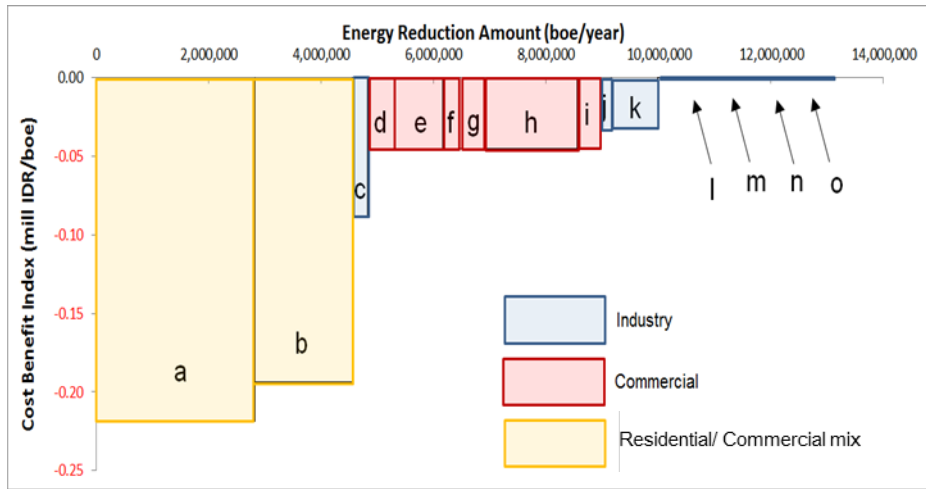 Energy Reduction Amount (boe/year)
0 2,000,000 4,000,000 6,000,000 8,000,000 10,000,000 12,000,000 14,000,000
Cost Benefit Index (mill IDR/boe)
0.00
-0.05
-0.10
-0.15
-0.20
-0.25
a
b
c
d
e
f
g
h
i
j
k
l
m
n
o
Industry
Commercial
Residential/ Commercial mix